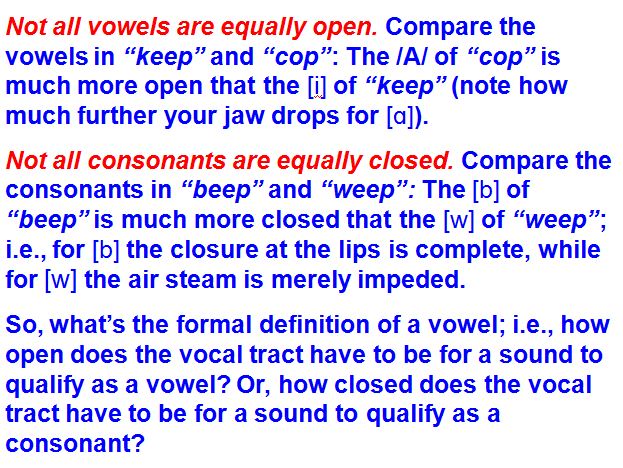 Not all vowels are equally open. Compare the
vowels in “keep” and “cop”: The /A/ of “cop” is
much more open that the [i] of “keep” (note how
much further your jaw drops for [ɑ]).
Not all consonants are equally closed. Compare the
consonants in “beep” and “weep”: The [b] of
“beep” is much more closed that the [w] of “weep”;
i.e., for [b] the closure at the lips is complete, while
for [w] the air steam is merely impeded.
So, what’s the formal definition of a vowel; i.e., how
open does the vocal tract have to be for a sound to
qualify as a vowel? Or, how closed does the vocal
tract have to be for a sound to qualify as a
consonant?